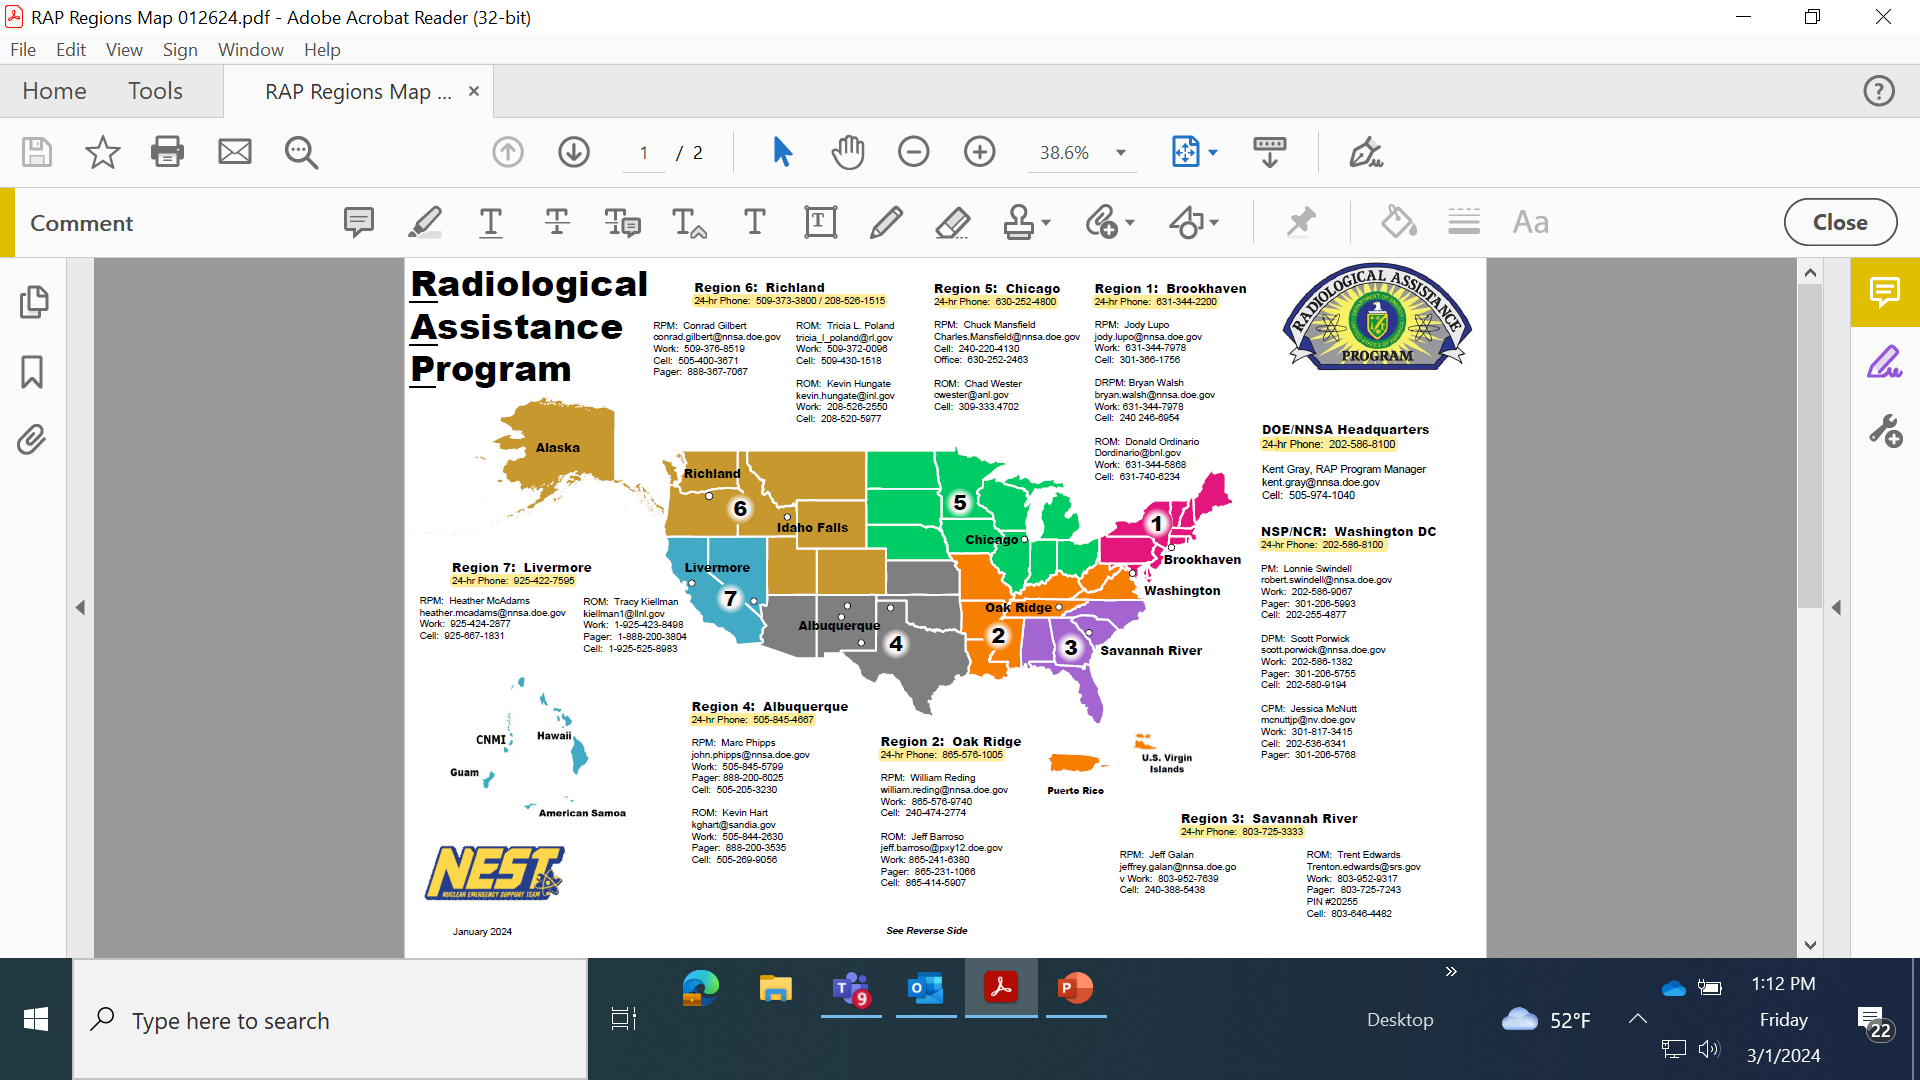 RAP Regions Map 012624.pdf - Adobe Acrobat Reader (32-bit)
File Edit View Sign Window Help
Home Tools RAP Regions Map ... ×
1 / 2 38.6%
Comment Close
Radiological
Assistance
Program
Region 6: Richland
24-hr Phone: 509-373-3800 / 208-526-1515
RPM: Conrad Gilbert
conrad.gilbert@nnsa.doe.gov
Work: 509-376-8519
Cell: 505-400-3671
Pager: 888-367-7067
ROM: Tricia L. Poland
tricia_l_poland@rl.gov
Work: 509-372-0096
Cell: 509-430-1518
ROM: Kevin Hungate
kevin.hungate@inl.gov
Work: 208-526-2550
Cell: 208-520-5977
Region 5: Chicago
24-hr Phone: 630-252-4800
RPM: Chuck Mansfield
Charles.Mansfield@nnsa.doe.gov
Cell: 240-220-4130
Office: 630-252-2463
ROM: Chad Wester
cwester@anl.gov
Cell: 309-333.4702
Region 1: Brookhaven
24-hr Phone: 631-344-2200
RPM: Jody Lupo
jody.lupo@nnsa.doe.gov
Work: 631-344-7978
Cell: 301-366-1756
DRPM: Bryan Walsh
bryan.walsh@nnsa.doe.gov
Work: 631-344-7978
Cell: 240 246-6954
ROM: Donald Ordinario
Dordinario@bnl.gov
Work: 631-344-5868
Cell: 631-740-6234
RADIOLOGICAL ASSISTANCE
PROGRAM
DOE/NNSA Headquarters
24-hr Phone: 202-586-8100
Kent Gray, RAP Program Manager
kent.gray@nnsa.doe.gov
Cell: 505-974-1040
NSP/NCR: Washington DC
24-hr Phone: 202-586-8100
PM: Lonnie Swindell
robert.swindell@nnsa.doe.gov
Work: 202-586-9067
Pager: 301-206-5993
Cell: 202-255-4877
DPM: Scott Porwick
scott.porwick@nnsa.doe.gov
Work: 202-586-1382
Pager: 301-206-5755
Cell: 202-580-9194
CPM: Jessica McNutt
mcnuttjp@nv.doe.gov
Work: 301-817-3415
Cell: 202-536-6341
Pager: 301-206-5768
Alaska
Richland
6
Idaho Falls
5
Chicago
1
Brookhaven
Washington
Livermore
7
Albuquerque
4
Oak Ridge
2
3
Savannah River
Region 7: Livermore
24-hr Phone: 925-422-7595
RPM: Heather McAdams
heather.mcadams@nnsa.doe.gov
Work: 925-424-2877
Cell: 925-667-1831
ROM: Tracy Kiellman
kiellman1@llnl.gov
Work: 1-925-423-8498
Pager: 1-888-200-3804
Cell: 1-925-525-8983
CNMI
Hawaii
Guam
American Samoa
Region 4: Albuquerque
24-hr Phone: 505-845-4667
RPM: Marc Phipps
john.phipps@nnsa.doe.gov
Work: 505-845-5799
Pager: 888-200-6025
Cell: 505-205-3230
ROM: Kevin Hart
kghart@sandia.gov
Work: 505-844-2630
Pager: 888-200-3535
Cell: 505-269-9056
Region 2: Oak Ridge
24-hr Phone: 865-576-1005
RPM: William Reding
william.reding@nnsa.doe.gov
Work: 865-576-9740
Cell: 240-474-2774
ROM: Jeff Barroso
jeff.barroso@pxy12.doe.gov
Work: 865-241-6380
Pager: 865-231-1066
Cell: 865-414-5907
Puerto Rico
U.S. Virgin
Islands
Region 3: Savannah River
24-hr Phone: 803-725-3333
RPM: Jeff Galan
jeffrey.galan@nnsa.doe.go
v Work: 803-952-7639
Cell: 240-388-5438
ROM: Trent Edwards
Trenton.edwards@srs.gov
Work: 803-952-9317
Pager: 803-725-7243
PIN #20255
Cell: 803-646-4482
NEST
NUCLEAR EMERGENCY SUPPORT TEAM
January 2024
See Reverse Side
Type here to search
9
Desktop
52°F
1:12 PM
Friday
3/1/2024
22